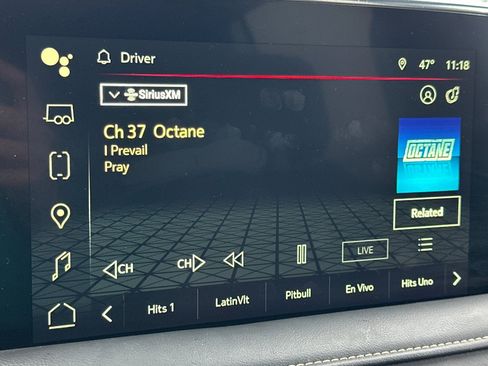 Driver
47°
11:18
SiriusXM
Ch 37 Octane
I Prevail
Pray
OCTANE
Related
CH
CH
LIVE
Hits 1
LatinVlt
Pitbull
En Vivo
Hits Uno